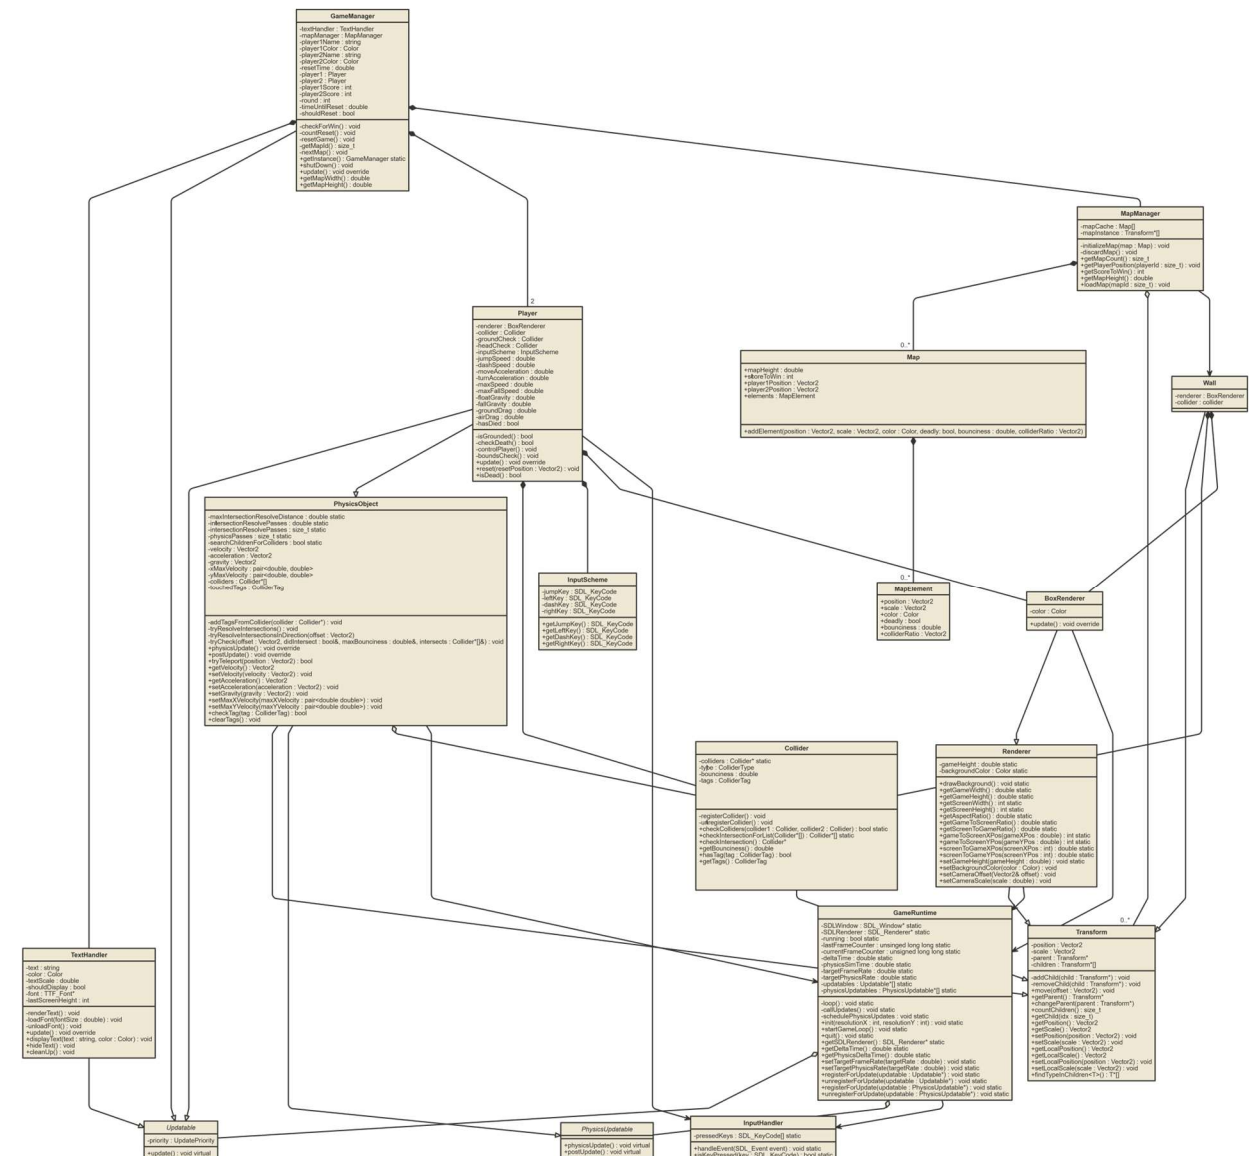 GameManager
-textHandler : TextHandler
-mapManager : MapManager
-player1Name : string
-player1Color : Color
-player2Name : string
-player2Color : Color
-resetTime : double
-player1 : Player
-player2 : Player
-player1Score : int
-player2Score : int
-round : int
-timeUntilReset : double
-shouldReset : bool
-checkForWin() : void
-countReset() : void
-resetGame() : void
-getMapId() : size_t
-nextMap() : void
+getInstance() : GameManager static
+shutDown() : void
+update() : void override
+getMapWidth() : double
+getMapHeight() : double
MapManager
-mapCache : Map[]
-mapInstance : Transform*[]
-initializeMap(map : Map) : void
-discardMap() : void
+getMapCount() : size_t
+getPlayerPosition(playerId : size_t) : void
+getScoreToWin() : int
+getMapHeight() : double
+loadMap(mapId : size_t) : void
2
Player
-renderer : BoxRenderer
-collider : Collider
-groundCheck : Collider
-headCheck : Collider
-inputScheme : InputScheme
-jumpSpeed : double
-dashSpeed : double
-moveAcceleration : double
-turnAcceleration : double
-maxSpeed : double
-maxFallSpeed : double
-floatGravity : double
-fallGravity : double
-groundDrag : double
-airDrag : double
-hasDied : bool
-isGrounded() : bool
-checkDeath() : bool
-controlPlayer() : void
-boundsCheck() : void
+update() : void override
+reset(resetPosition : Vector2) : void
+isDead() : bool
0..*
Map
+mapHeight : double
+storeToWin : int
+player1Position : Vector2
+player2Position : Vector2
+elements : MapElement
+addElement(position : Vector2, scale : Vector2, color : Color, deadly: bool, bounciness : double, colliderRatio : Vector2)
Wall
-renderer : BoxRenderer
-collider : collider
PhysicsObject
-maxIntersectionResolveDistance : double static
-intersectionResolvePasses : double static
-intersectionResolvePasses : size_t static
-physicsPasses : size_t static
-searchChildrenForColliders : bool static
-velocity : Vector2
-acceleration : Vector2
-gravity : Vector2
-xMaxVelocity : pair<double, double>
-yMaxVelocity : pair<double, double>
-colliders : Collider*[]
-touchedTags : ColliderTag
-addTagsFromCollider(collider : Collider*) : void
-tryResolveIntersections() : void
-tryResolveIntersectionsInDirection(offset : Vector2)
-tryCheck(offset : Vector2, didIntersect : bool&, maxBounciness : double&, intersects : Collider*[]&) : void
+physicsUpdate() : void override
+postUpdate() : void override
+tryTeleport(position : Vector2) : bool
+getVelocity() : Vector2
+setVelocity(velocity : Vector2) : void
+getAcceleration() : Vector2
+setAcceleration(acceleration : Vector2) : void
+setGravity(gravity : Vector2) : void
+setMaxXVelocity(maxXVelocity : pair<double double>) : void
+setMaxYVelocity(maxYVelocity : pair<double double>) : void
+checkTag(tag : ColliderTag) : bool
+clearTags() : void
InputScheme
-jumpKey : SDL_KeyCode
-leftKey : SDL_KeyCode
-dashKey : SDL_KeyCode
-rightKey : SDL_KeyCode
+getJumpKey() : SDL_KeyCode
+getLeftKey() : SDL_KeyCode
+getDashKey() : SDL_KeyCode
+getRightKey() : SDL_KeyCode
0..*
MapElement
+position : Vector2
+scale : Vector2
+color : Color
+deadly : bool
+bounciness : double
+colliderRatio : Vector2
BoxRenderer
-color : Color
+update() : void override
Collider
-colliders : Collider* static
-type : ColliderType
-bounciness : double
-tags : ColliderTag
-registerCollider() : void
-unregisterCollider() : void
+checkColliders(collider1 : Collider, collider2 : Collider) : bool static
+checkIntersectionForList(Collider*[]) : Collider*[] static
+checkIntersection() : Collider*
+getBounciness() : double
+hasTag(tag : ColliderTag) : bool
+getTags() : ColliderTag
Renderer
-gameHeight : double static
-backgroundColor : Color static
+drawBackground() : void static
+getGameWidth() : double static
+getGameHeight() : double static
+getScreenWidth() : int static
+getScreenHeight() : int static
+getAspectRatio() : double static
+getGameToScreenRatio() : double static
+getScreenToGameRatio() : double static
+gameToScreenXPos(gameXPos : double) : int static
+gameToScreenYPos(gameYPos : double) : int static
+screenToGameXPos(screenXPos : int) : double static
+screenToGameYPos(screenYPos : int) : double static
+setGameHeight(gameHeight : double) : void static
+setBackgroundColor(color : Color) : void
+setCameraOffset(Vector2& offset) : void
+setCameraScale(scale : double) : void
GameRuntime
-SDLWindow : SDL_Window* static
-SDLRenderer : SDL_Renderer* static
-running : bool static
-lastFrameCounter : unsinged long long static
-currentFrameCounter : unsigned long long static
-deltaTime : double static
-physicsSimTime : double static
-targetFrameRate : double static
-targetPhysicsRate : double static
-updatables : Updatable*[] static
-physicsUpdatables : PhysicsUpdatable*[] static
-loop() : void static
-callUpdates() : void static
-schedulePhysicsUpdates : void static
+init(resolutionX : int, resolutionY : int) : void static
+startGameLoop() : void static
+quit() : void static
+getSDLRenderer() : SDL_Renderer* static
+getDeltaTime() : double static
+getPhysicsDeltaTime() : double static
+setTargetFrameRate(targetRate : double) : void static
+setTargetPhysicsRate(targetRate : double) : void static
+registerForUpdate(updatable : Updatable*) : void static
+unregisterForUpdate(updatable : Updatable*) : void static
+registerForUpdate(updatable : PhysicsUpdatable*) : void static
+unregisterForUpdate(updatable : PhysicsUpdatable*) : void static
0..*
Transform
-position : Vector2
-scale : Vector2
-parent : Transform*
-children : Transform*[]
-addChild(child : Transform*) : void
-removeChild(child : Transform*) : void
+move(offset : Vector2) : void
+getParent() : Transform*
+changeParent(parent : Transform*)
+countChildren() : size_t
+getChild(idx : size_t)
+getPosition() : Vector2
+getScale() : Vector2
+setPosition(position : Vector2) : void
+setScale(scale : Vector2) : void
+getLocalPosition() : Vector2
+getLocalScale() : Vector2
+setLocalPosition(position : Vector2) : void
+setLocalScale(scale : Vector2) : void
+findTypeInChildren<T>() : T*[]
TextHandler
-text : string
-color : Color
-textScale : double
-shouldDisplay : bool
-font : TTF_Font*
-lastScreenHeight : int
-renderText() : void
-loadFont(fontSize : double) : void
-unloadFont() : void
+update() : void override
+displayText(text : string, color : Color) : void
+hideText() : void
+cleanUp() : void
Updatable
-priority : UpdatePriority
+update() : void virtual
PhysicsUpdatable
+physicsUpdate() : void virtual
+postUpdate() : void virtual
InputHandler
-pressedKeys : SDL_KeyCode[] static
+handleEvent(SDL_Event event) : void static
+isKeyPressed(key : SDL_KeyCode) : bool static